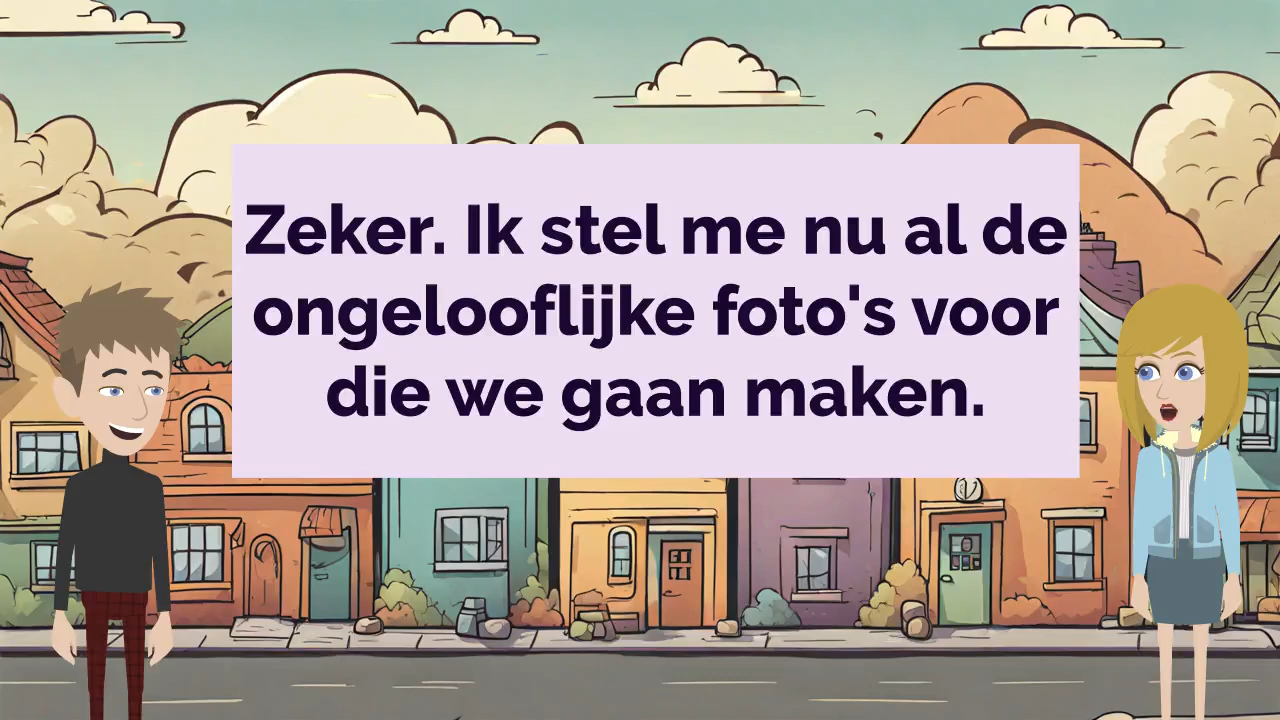 Zeker. Ik stel me nu al de
ongelooflijke foto's voor
die we gaan maken.